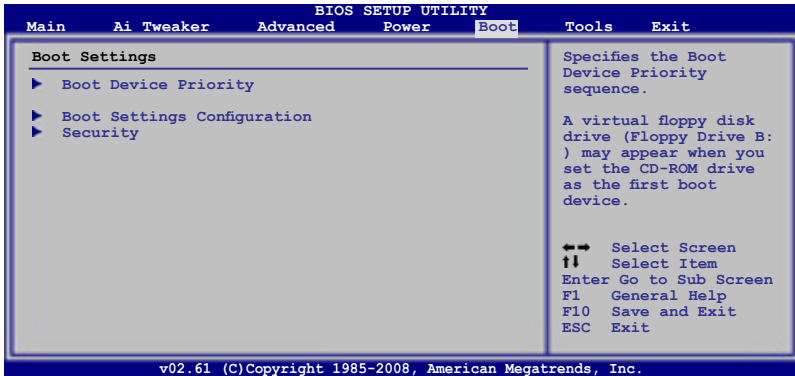 BIOS SETUP UTILITY
Main Ai Tweaker Advanced Power Boot Tools Exit
Boot Settings
Boot Device Priority
Boot Settings Configuration
Security
Specifies the Boot
Device Priority
sequence.
A virtual floppy disk
drive (Floppy Drive B:
) may appear when you
set the CD-ROM drive
as the first boot
device.
Select Screen
Select Item
Enter Go to Sub Screen
F1 General Help
F10 Save and Exit
ESC Exit
v02.61 (C)Copyright 1985-2008, American Megatrends, Inc.